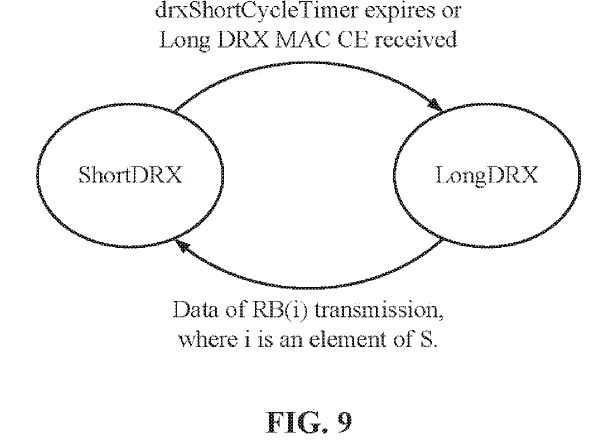 drxShortCycleTimer expires or
Long DRX MAC CE received
ShortDRX
LongDRX
Data of RB(i) transmission,
where i is an element of S.
FIG. 9